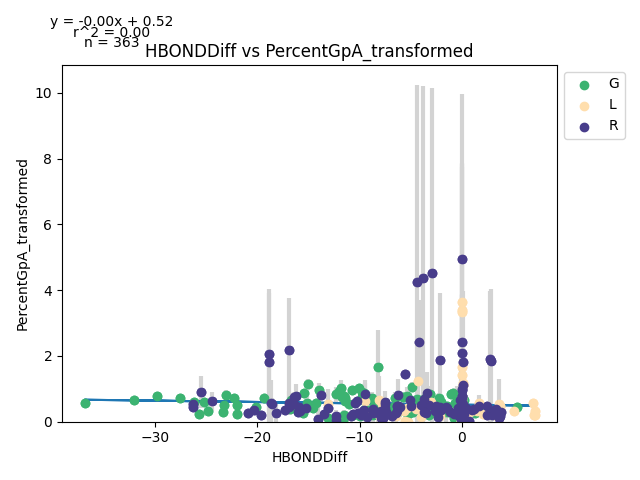 y = -0.00x + 0.52
r^2 = 0.00
n = 363
HBONDDiff vs PercentGpA_transformed
PercentGpA_transformed
10
8
6
4
2
0
−30
−20
−10
0
HBONDDiff
G
L
R